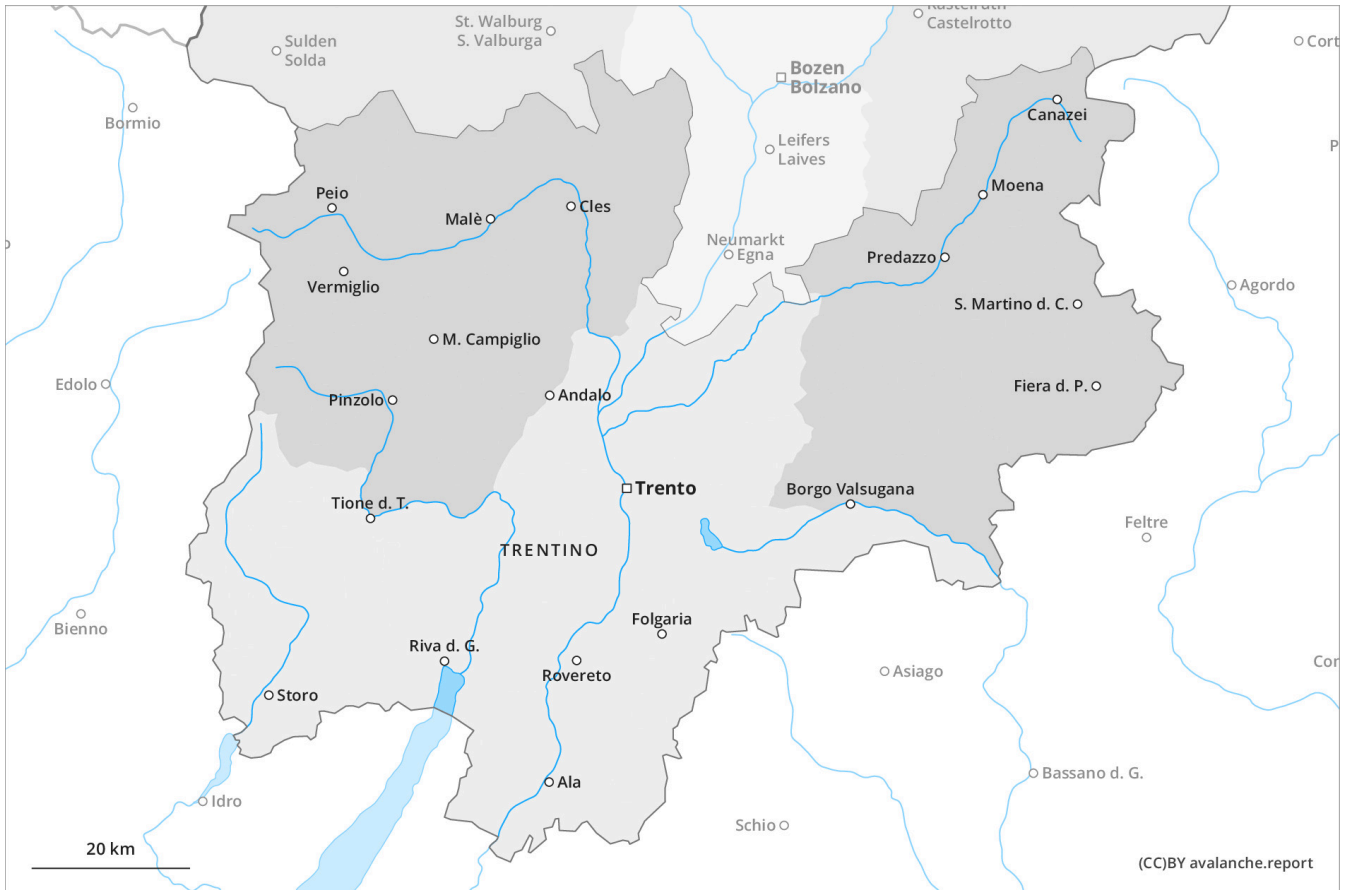 St. Walburg
S. Valburga
Castelrotto
Sulden
Solda
Cort
Bozen
Bolzano
Bormio
Canazei
Leifers
Laives
P
Moena
Peio
Malè
Cles
Neumarkt
Egna
Predazzo
Vermiglio
Agordo
S. Martino d. C.
M. Campiglio
Edolo
Fiera d. P.
Pinzolo
Andalo
Trento
Borgo Valsugana
Tione d. T.
Feltre
TRENTINO
Folgaria
Bienno
Riva d. G.
Rovereto
Cor
Asiago
Storo
Bassano d. G.
Ala
Idro
Schio
20 km
(CC)BY avalanche.report